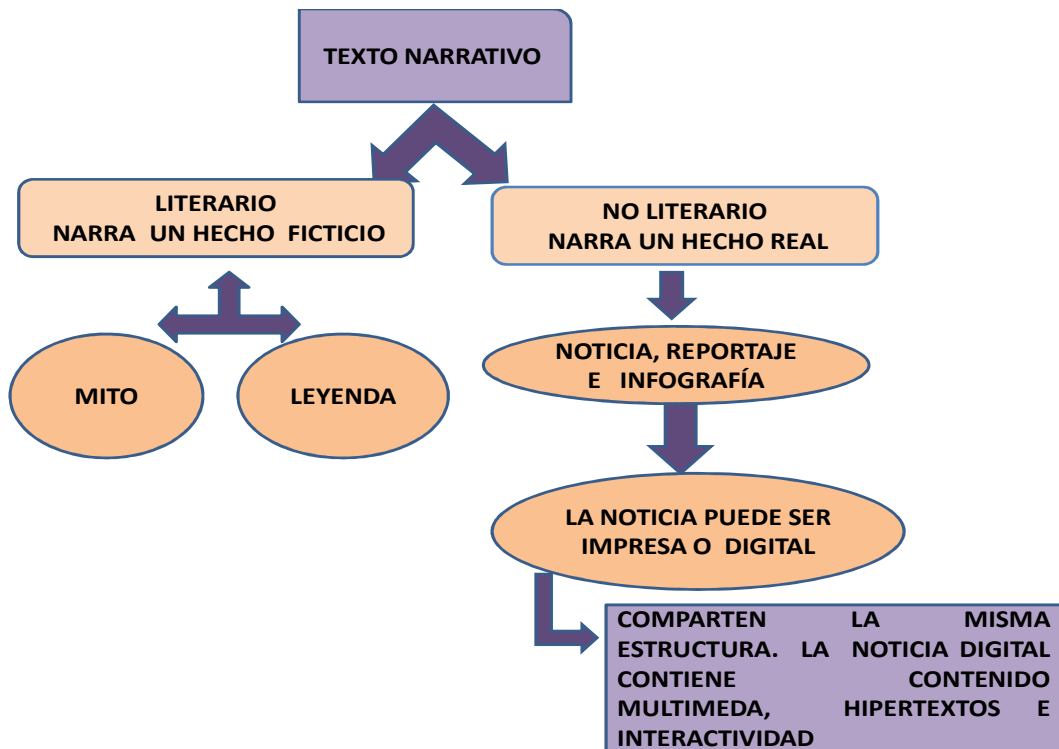 TEXTO NARRATIVO
LITERARIO
NARRA UN HECHO FICTICIO
NO LITERARIO
NARRA UN HECHO REAL
MITO
LEYENDA
NOTICIA, REPORTAJE
E INFOGRAFÍA
LA NOTICIA PUEDE SER
IMPRESA O DIGITAL
COMPARTEN LA MISMA
ESTRUCTURA. LA NOTICIA DIGITAL
CONTIENE CONTENIDO
MULTIMEDA, HIPERTEXTOS E
INTERACTIVIDAD